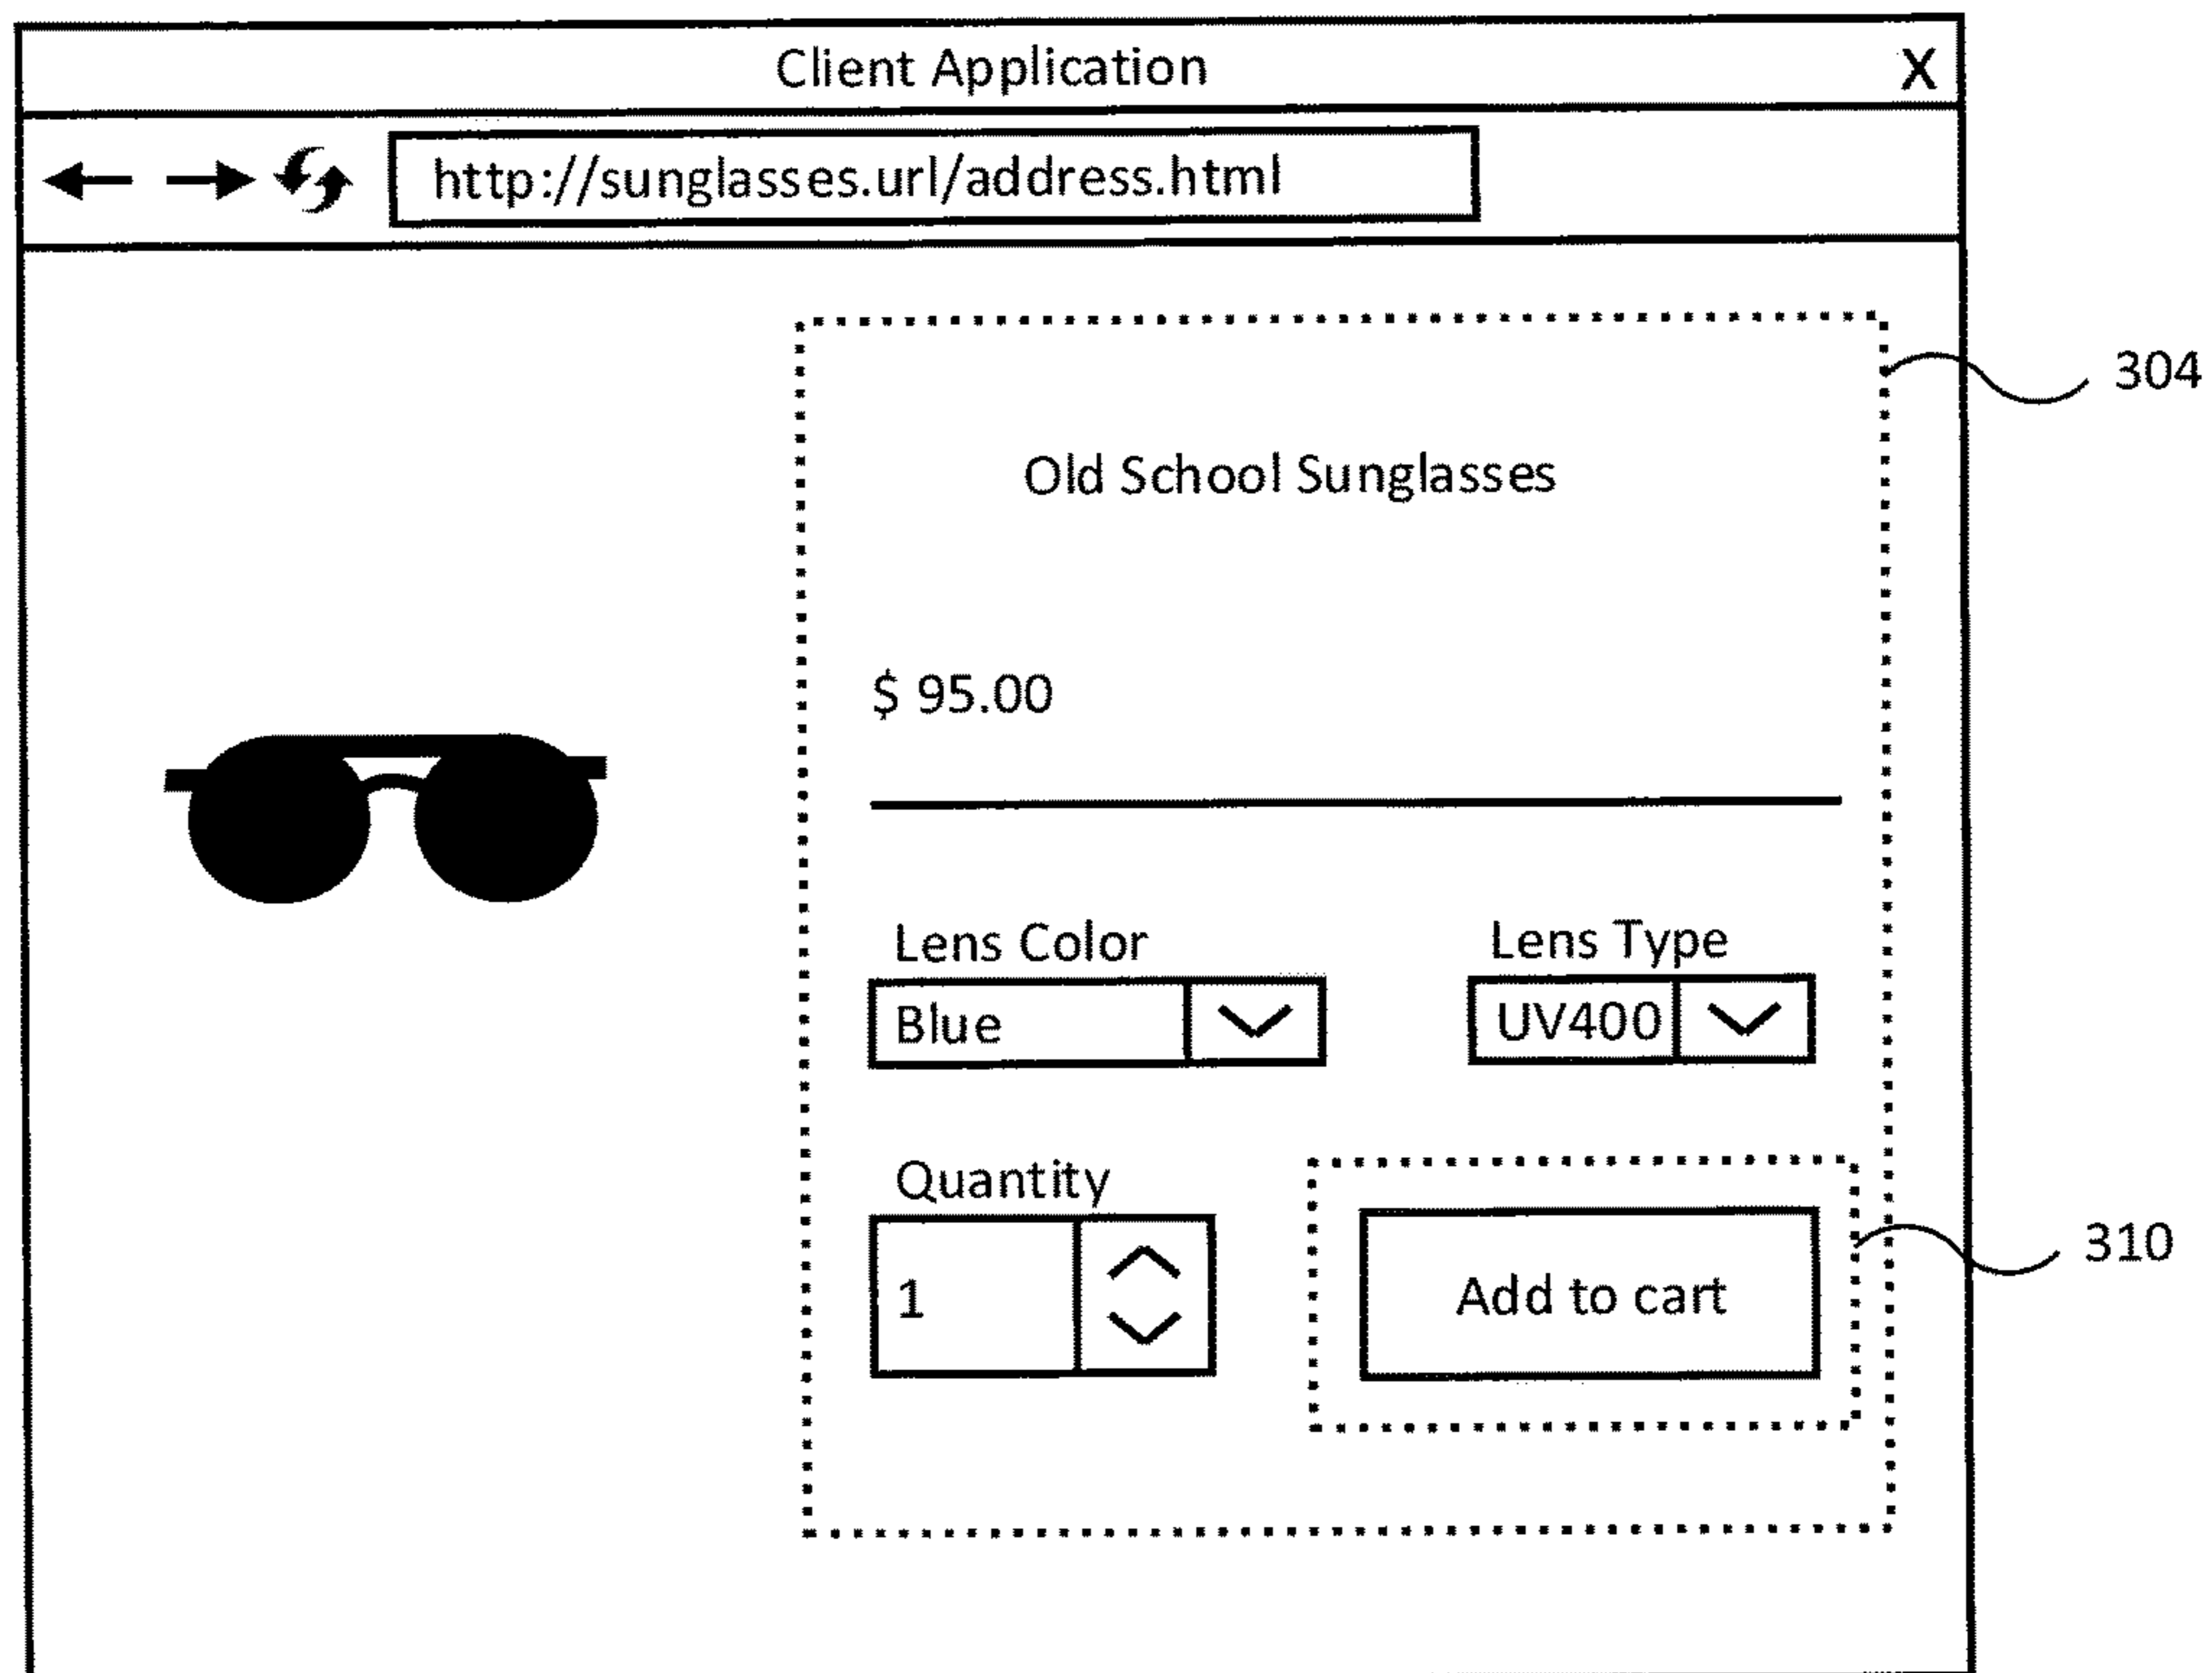 Client Application X
http://sunglasses.url/address.html
304
Old School Sunglasses
$ 95.00
Lens Color Lens Type
Blue UV400
Quantity
310
1 Add to cart